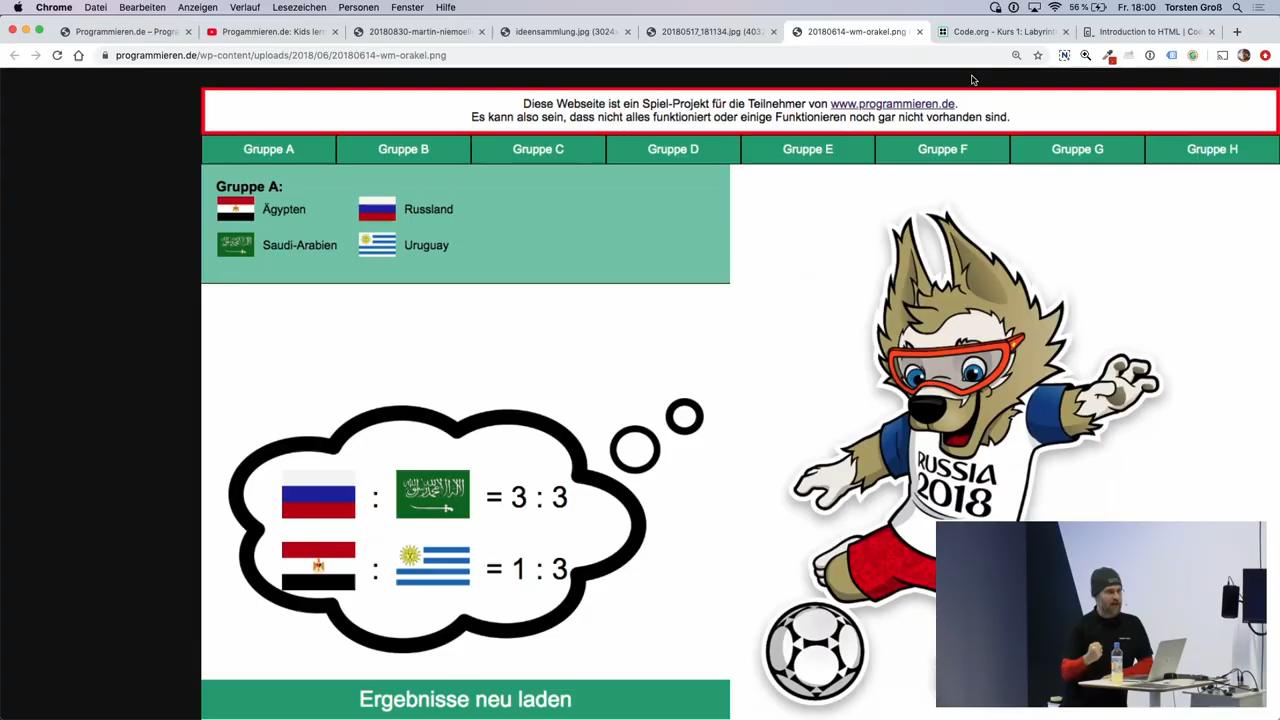 Chrome Datei Bearbeiten Anzeigen Verlauf Lesezeichen Personen Fenster Hilfe 56 % Fr. 18:00 Torsten Groß
Programmieren.de – Progra
Progammieren.de: Kids ler
20180830-martin-niemoell
ideensammlung.jpg (3024
20180517_181134.jpg (403
20180614-wm-orakel.png
Code.org - Kurs 1: Labyrint
Introduction to HTML | Co
programmieren.de/wp-content/uploads/2018/06/20180614-wm-orakel.png
Diese Webseite ist ein Spiel-Projekt für die Teilnehmer von www.programmieren.de.
Es kann also sein, dass nicht alles funktioniert oder einige Funktionieren noch gar nicht vorhanden sind.
Gruppe A Gruppe B Gruppe C Gruppe D Gruppe E Gruppe F Gruppe G Gruppe H
Gruppe A:
Ägypten Russland
Saudi-Arabien Uruguay
: = 3 : 3
: = 1 : 3
RUSSIA
2018
Ergebnisse neu laden